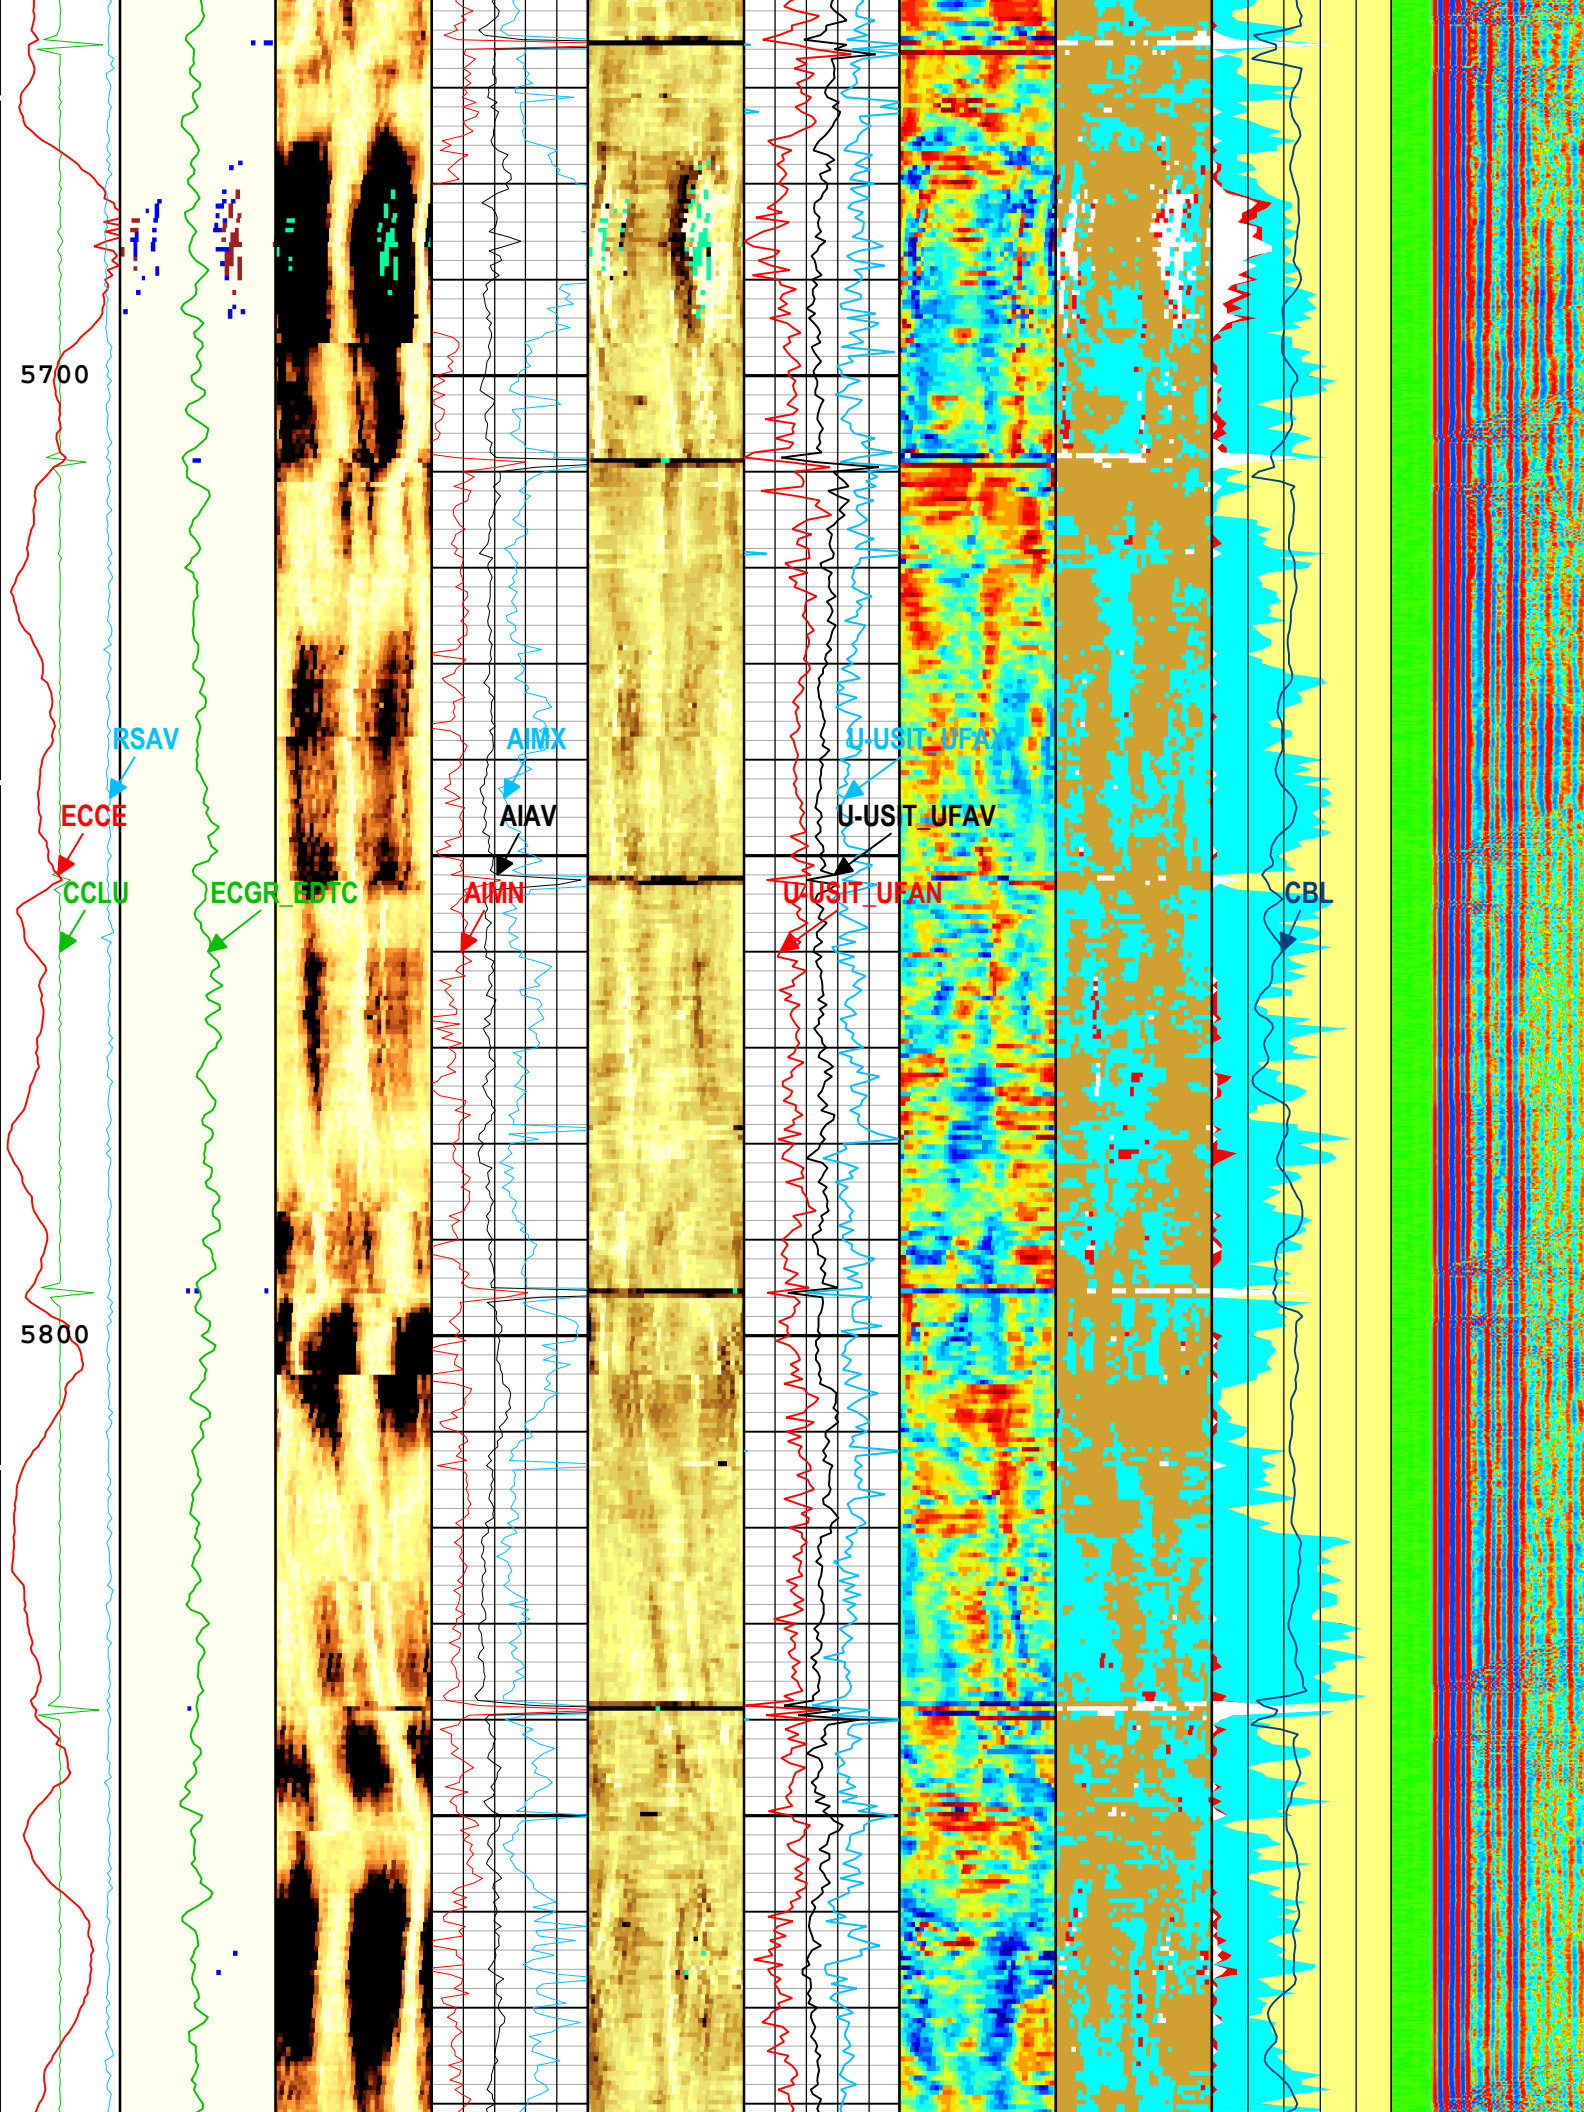 5700
RSAV
AIMX
U-USIT_UFAX
ECCE
AIAV
U-USIT_UFAV
CCLU
ECGR_EDTC
AIMN
U-USIT_UFAN
CBL
5800